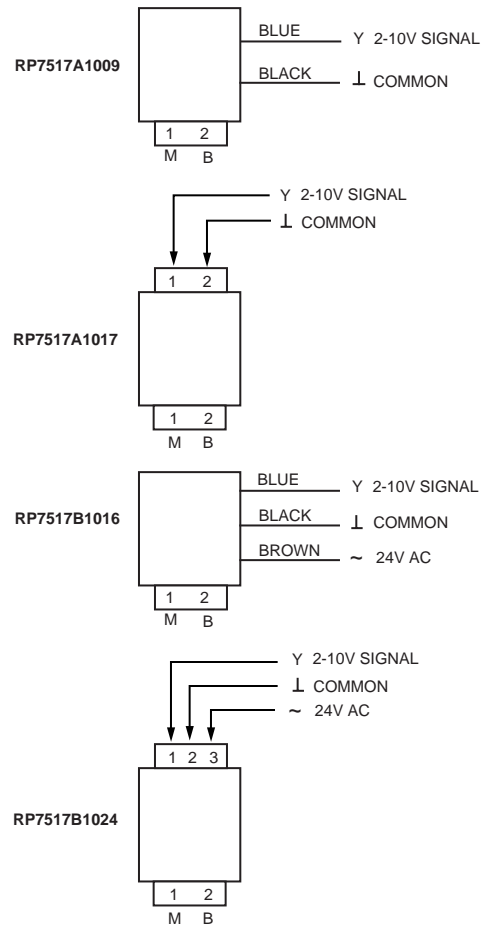 BLUE Y 2-10V SIGNAL
RP7517A1009
BLACK ⊥ COMMON
1 2
M B
Y 2-10V SIGNAL
⊥ COMMON
1 2
RP7517A1017
1 2
M B
BLUE Y 2-10V SIGNAL
RP7517B1016
BLACK ⊥ COMMON
BROWN ~ 24V AC
1 2
M B
Y 2-10V SIGNAL
⊥ COMMON
~ 24V AC
1 2 3
RP7517B1024
1 2
M B